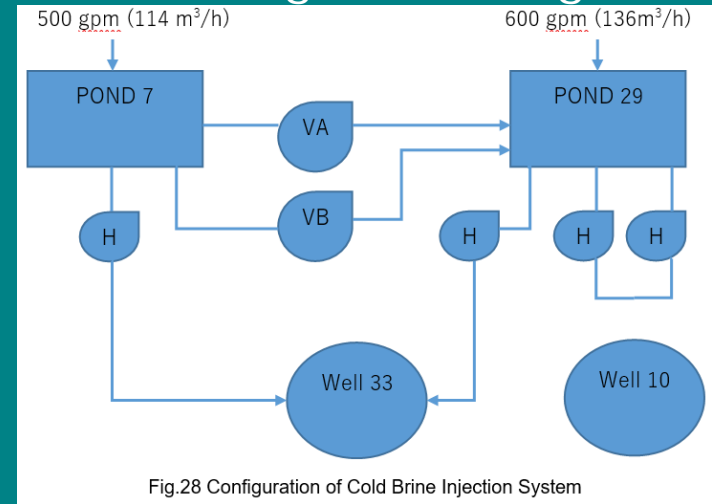 500 gpm (114 m³/h)
600 gpm (136m³/h)
POND 7
POND 29
VA
VB
H
H
H
H
Well 33
Well 10
Fig.28 Configuration of Cold Brine Injection System